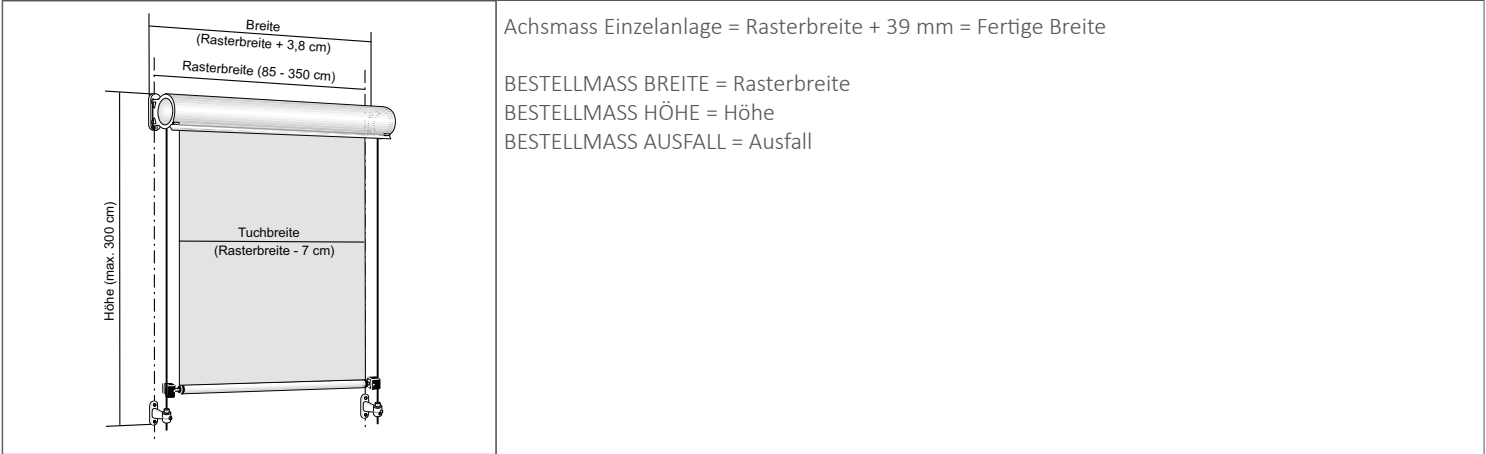 Breite
(Rasterbreite + 3,8 cm)
Rasterbreite (85 - 350 cm)
Höhe (max. 300 cm)
Tuchbreite
(Rasterbreite - 7 cm)
Achsmass Einzelanlage = Rasterbreite + 39 mm = Fertige Breite
BESTELLMASS BREITE = Rasterbreite
BESTELLMASS HÖHE = Höhe
BESTELLMASS AUSFALL = Ausfall